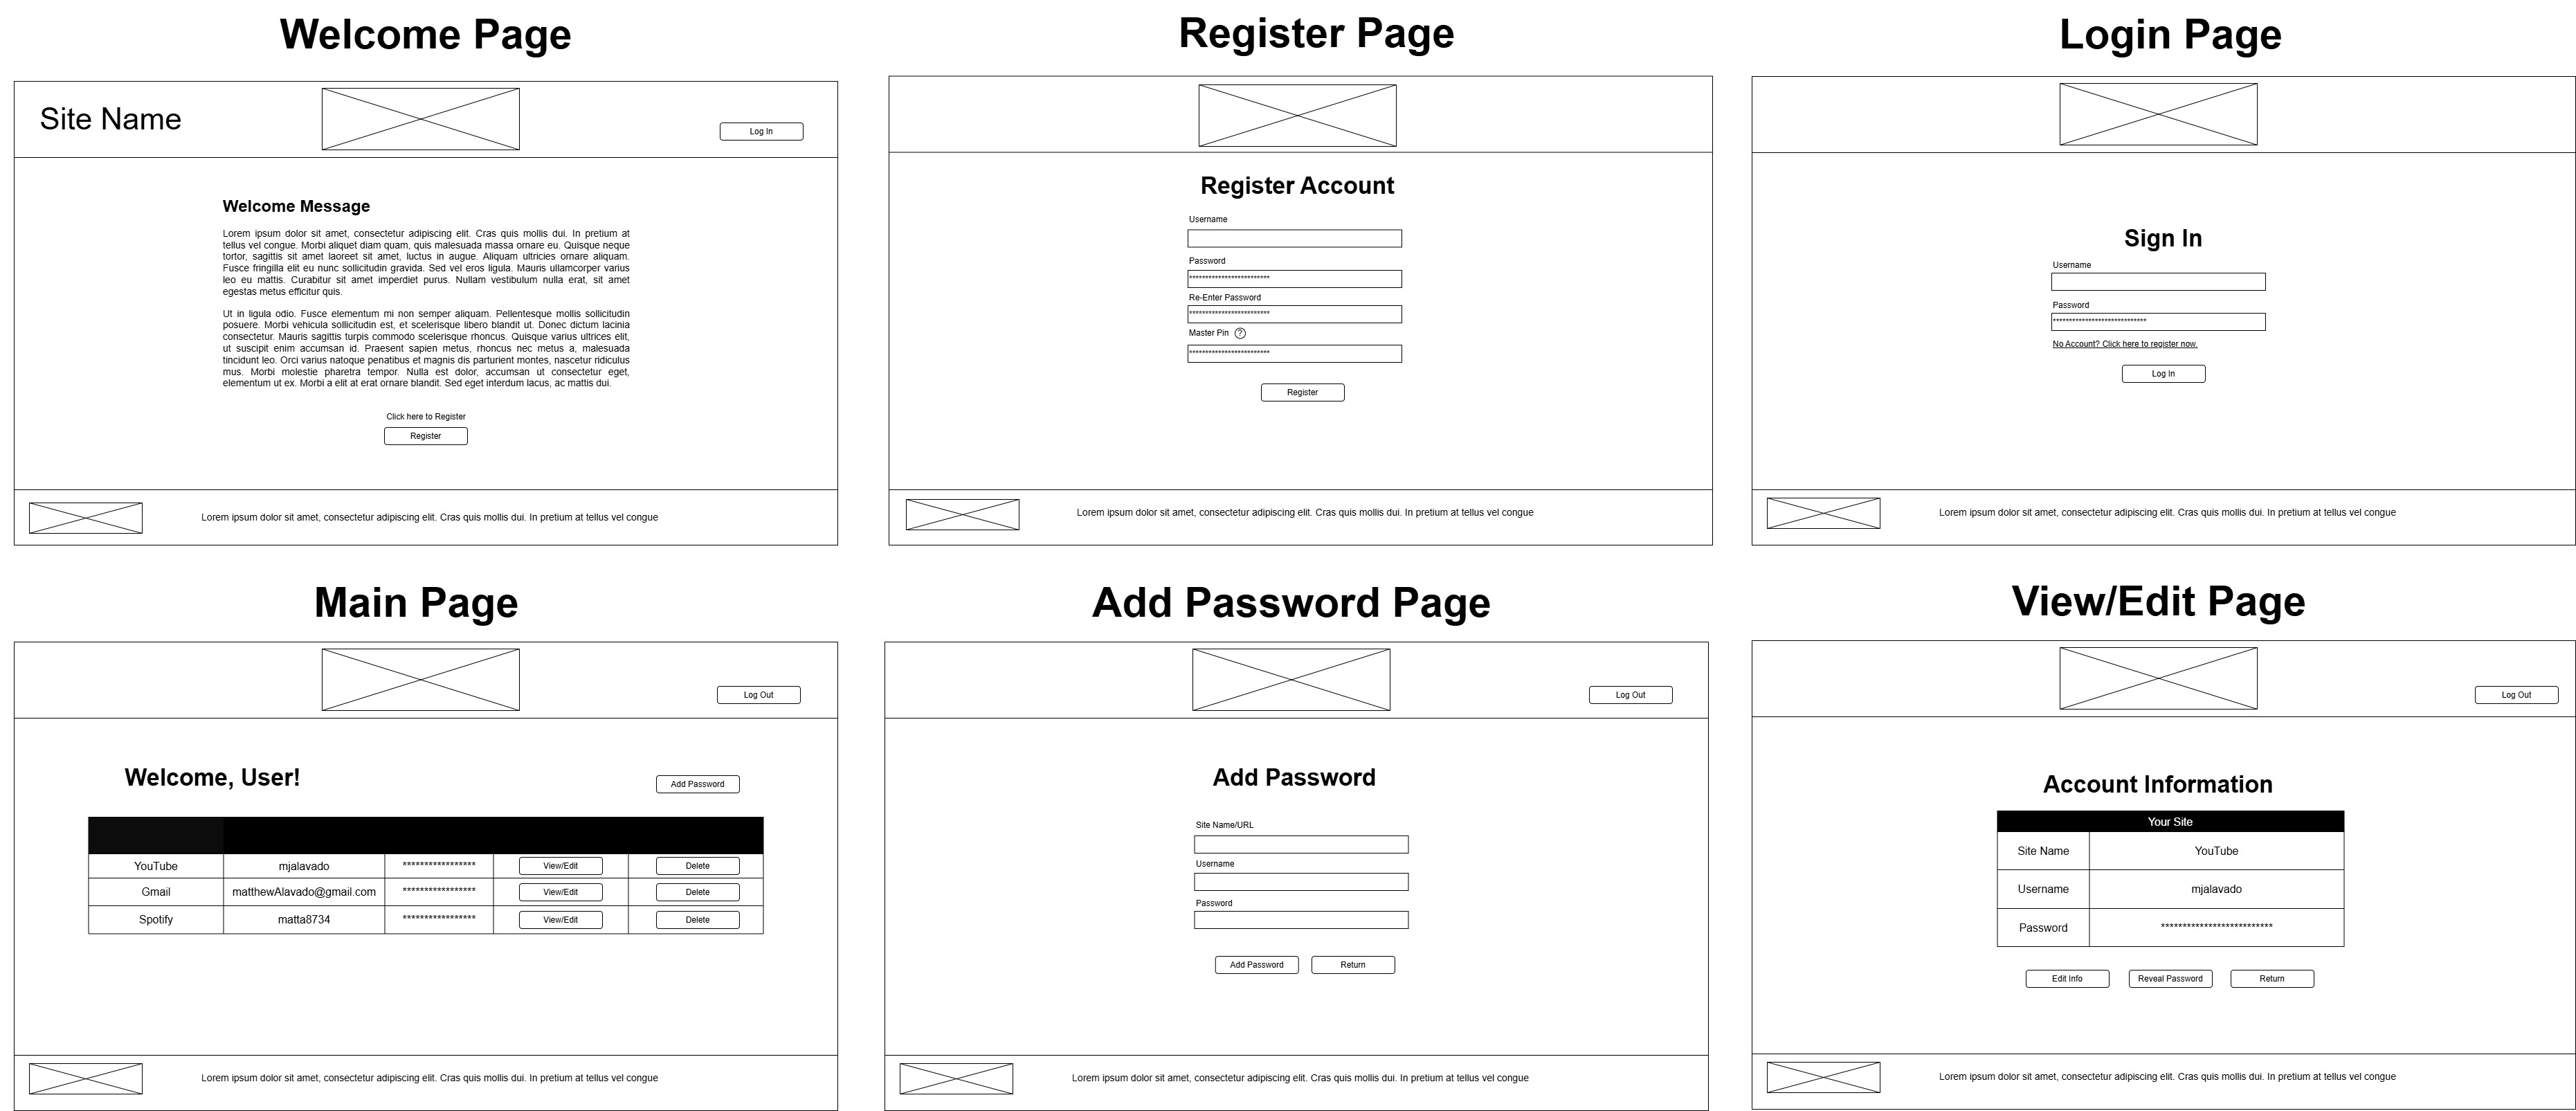 Welcome Page
Site Name
Log In
Welcome Message
Lorem ipsum dolor sit amet, consectetur adipiscing elit. Cras quis mollis dui. In pretium at
tellus vel congue. Morbi aliquet diam quam, quis malesuada massa ornare eu. Quisque neque
tortor, sagittis sit amet laoreet sit amet, luctus in augue. Aliquam ultricies ornare aliquam.
Fusce fringilla elit eu nunc sollicitudin gravida. Sed vel eros ligula. Mauris ullamcorper varius
leo eu mattis. Curabitur sit amet imperdiet purus. Nullam vestibulum nulla erat, sit amet
egestas metus efficitur quis.
Ut in ligula odio. Fusce elementum mi non semper aliquam. Pellentesque mollis sollicitudin
posuere. Morbi vehicula sollicitudin est, et scelerisque libero blandit ut. Donec dictum lacinia
consectetur. Mauris sagittis turpis commodo scelerisque rhoncus. Quisque varius ultrices elit,
ut suscipit enim accumsan id. Praesent sapien metus, rhoncus nec metus a, malesuada
tincidunt leo. Orci varius natoque penatibus et magnis dis parturient montes, nascetur ridiculus
mus. Morbi molestie pharetra tempor. Nulla est dolor, accumsan ut consectetur eget,
elementum ut ex. Morbi a elit at erat ornare blandit. Sed eget interdum lacus, ac mattis dui.
Click here to Register
Register
Lorem ipsum dolor sit amet, consectetur adipiscing elit. Cras quis mollis dui. In pretium at tellus vel congue
Register Page
Register Account
Username
Password
*************************
Re-Enter Password
*************************
Master Pin ?
*************************
Register
Lorem ipsum dolor sit amet, consectetur adipiscing elit. Cras quis mollis dui. In pretium at tellus vel congue
Login Page
Sign In
Username
Password
*****************************
No Account? Click here to register now.
Log In
Lorem ipsum dolor sit amet, consectetur adipiscing elit. Cras quis mollis dui. In pretium at tellus vel congue
Main Page
Log Out
Welcome, User!
Add Password
YouTube mjalavado ***************** View/Edit Delete
Gmail matthewAlavado@gmail.com ***************** View/Edit Delete
Spotify matta8734 ***************** View/Edit Delete
Lorem ipsum dolor sit amet, consectetur adipiscing elit. Cras quis mollis dui. In pretium at tellus vel congue
Add Password Page
Log Out
Add Password
Site Name/URL
Username
Password
Add Password Return
Lorem ipsum dolor sit amet, consectetur adipiscing elit. Cras quis mollis dui. In pretium at tellus vel congue
View/Edit Page
Log Out
Account Information
Your Site
Site Name YouTube
Username mjalavado
Password **************************
Edit Info Reveal Password Return
Lorem ipsum dolor sit amet, consectetur adipiscing elit. Cras quis mollis dui. In pretium at tellus vel congue